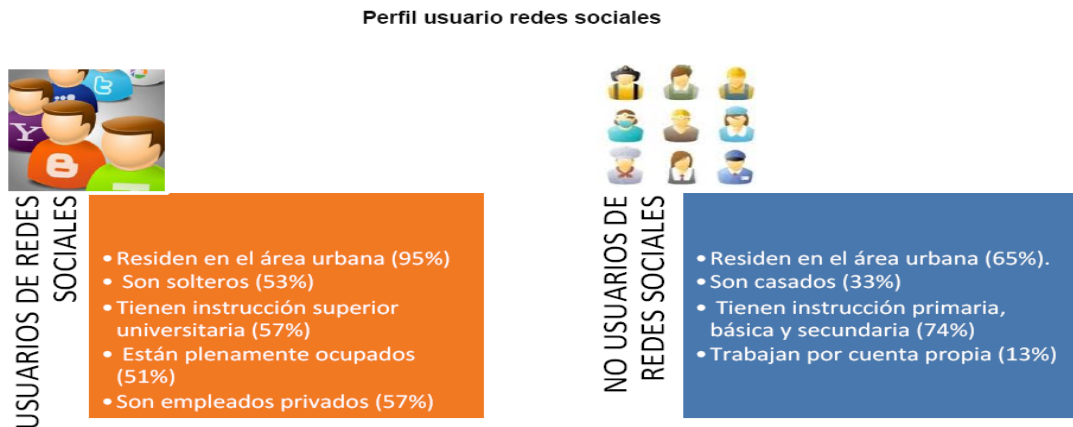 Perfil usuario redes sociales
USUARIOS DE REDES
SOCIALES
• Residen en el área urbana (95%)
• Son solteros (53%)
• Tienen instrucción superior
universitaria (57%)
• Están plenamente ocupados
(51%)
• Son empleados privados (57%)
NO USUARIOS DE
REDES SOCIALES
• Residen en el área urbana (65%).
• Son casados (33%)
• Tienen instrucción primaria,
básica y secundaria (74%)
• Trabajan por cuenta propia (13%)